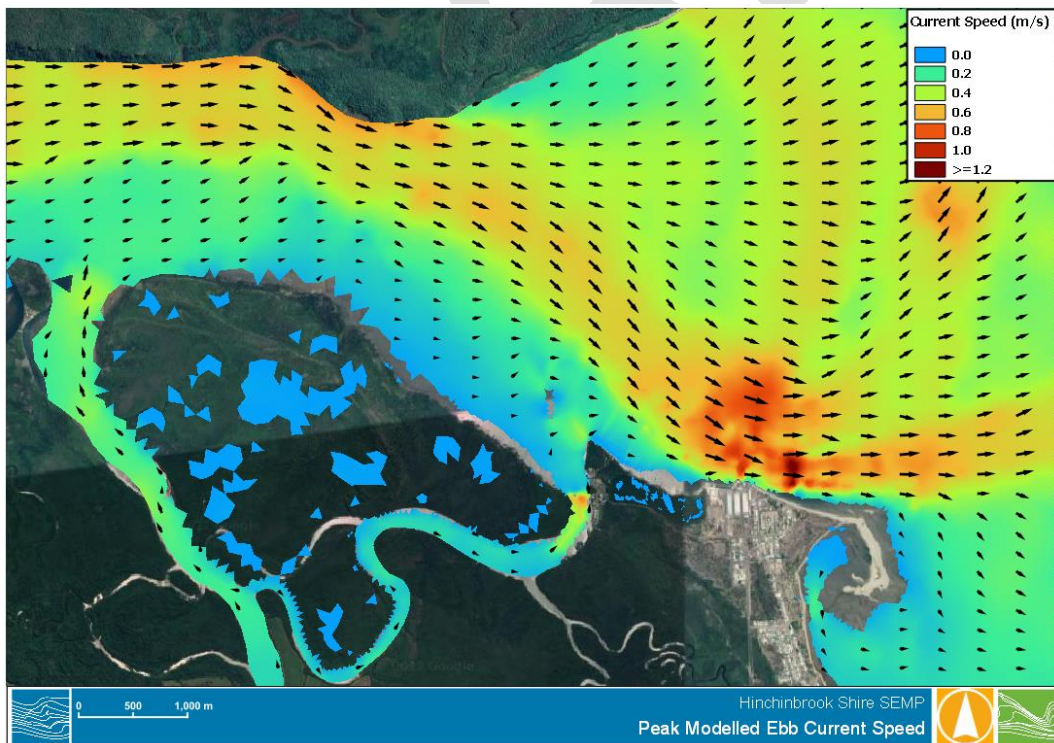 Current Speed (m/s)
0.0
0.2
0.4
0.6
0.8
1.0
>=1.2
0 500 1,000 m
Hinchinbrook Shire SEMP
Peak Modelled Ebb Current Speed